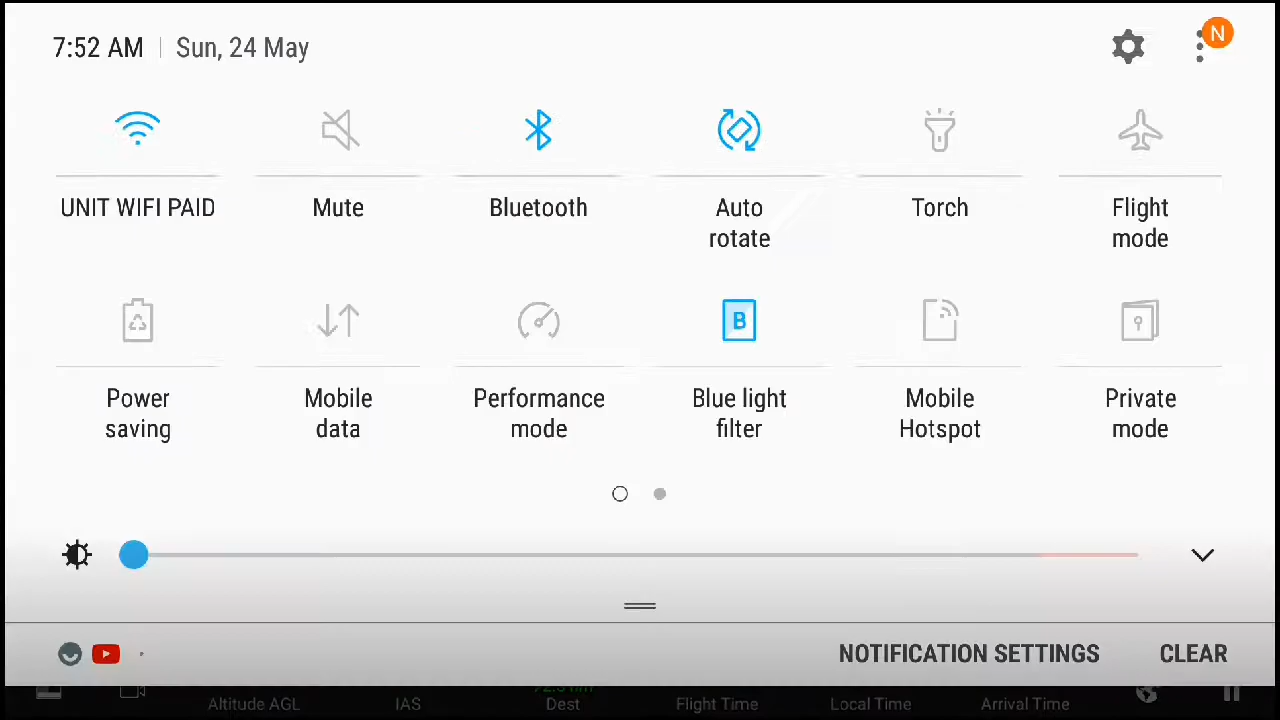 7:52 AM | Sun, 24 May
N
UNIT WIFI PAID
Mute
Bluetooth
Auto
rotate
Torch
Flight
mode
Power
saving
Mobile
data
Performance
mode
B
Blue light
filter
Mobile
Hotspot
Private
mode
NOTIFICATION SETTINGS
CLEAR
Altitude AGL
IAS
Dest
Flight Time
Local Time
Arrival Time